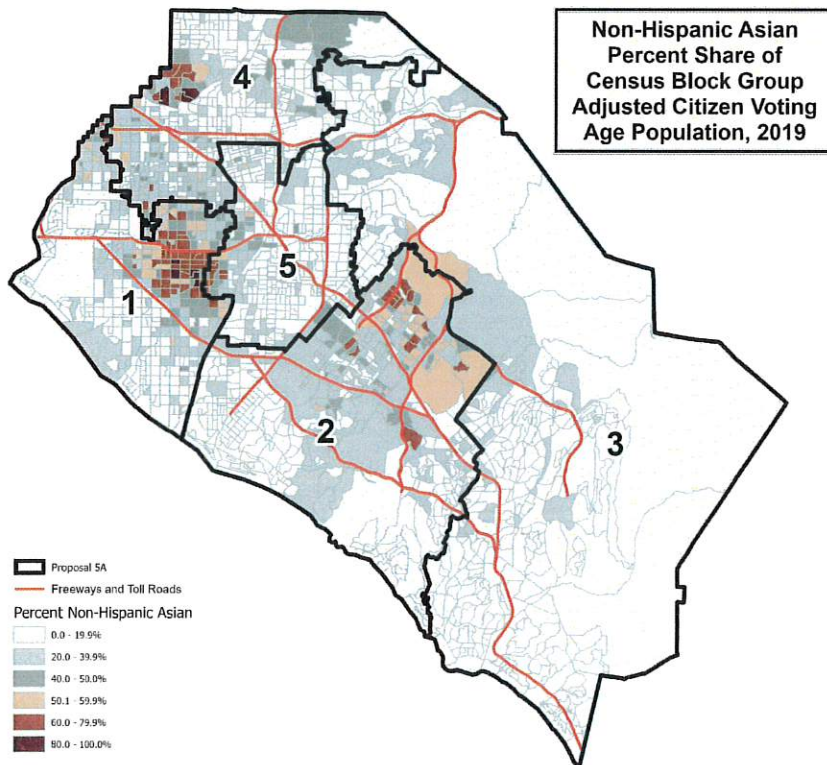 Non-Hispanic Asian
Percent Share of
Census Block Group
Adjusted Citizen Voting
Age Population, 2019
4
5
1
2
3
Proposal 5A
Freeways and Toll Roads
Percent Non-Hispanic Asian
0.0 - 19.9%
20.0 - 39.9%
40.0 - 50.0%
50.1 - 59.9%
60.0 - 79.9%
80.0 - 100.0%